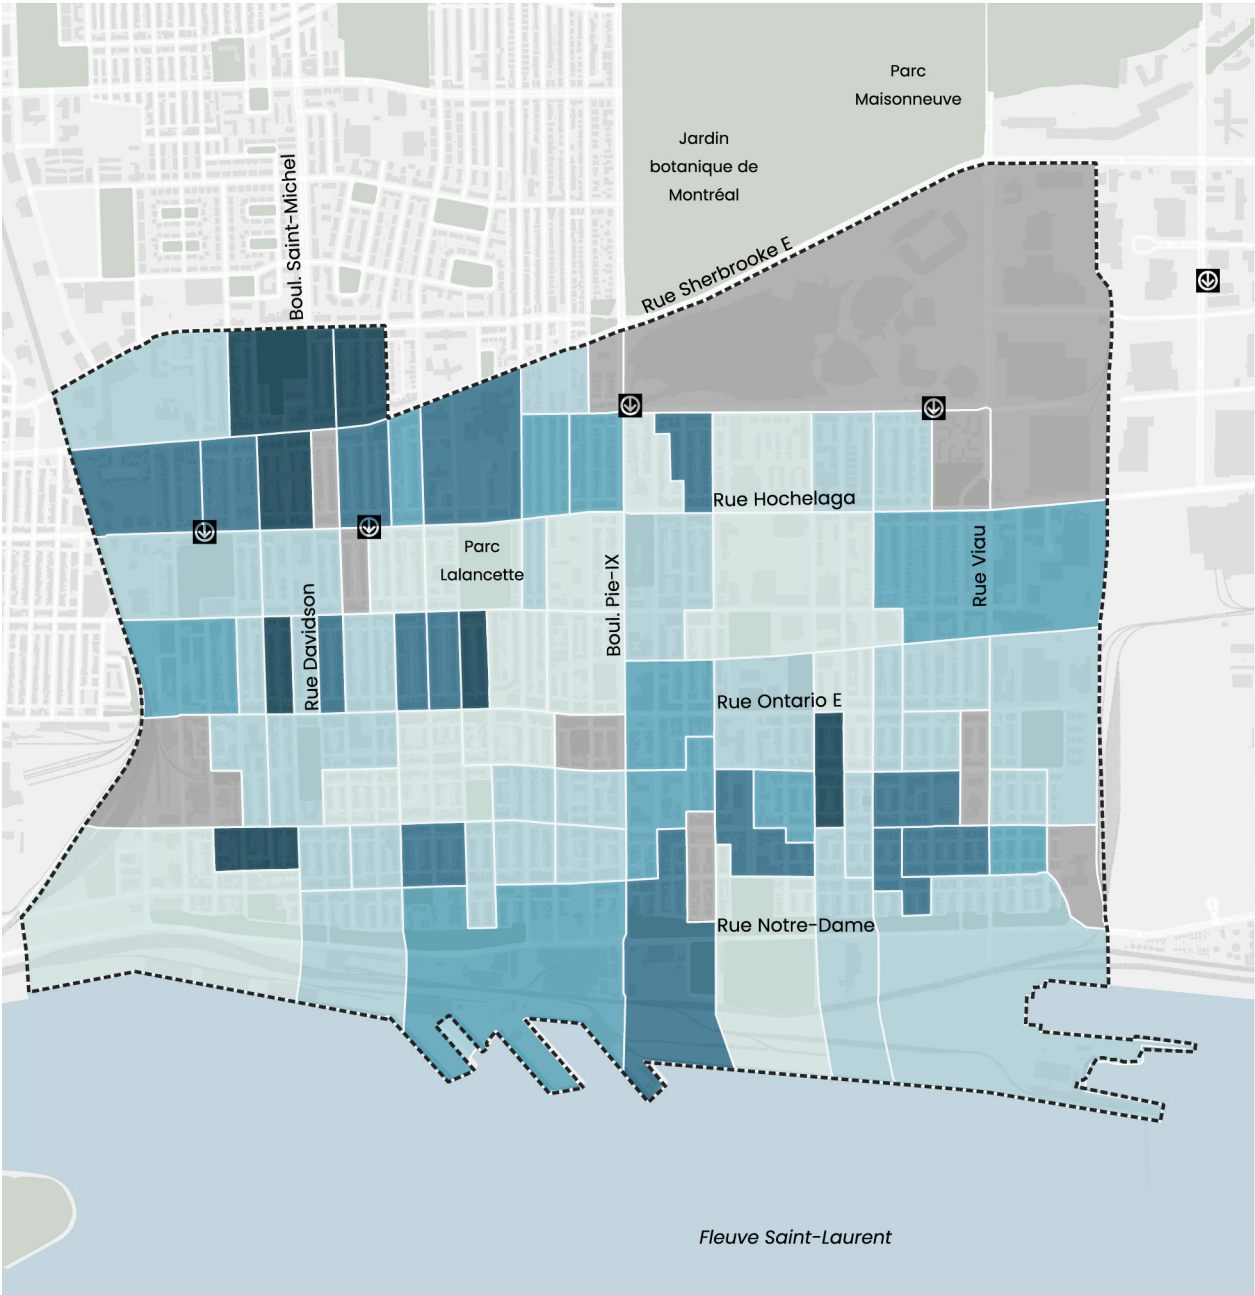 Parc
Maisonneuve
Jardin
botanique de
Montréal
Boul. Saint-Michel
Rue Sherbrooke E
Rue Hochelaga
Parc
Lalancette
Rue Viau
Boul. Pie-IX
Rue Davidson
Rue Ontario E
Rue Notre-Dame
Fleuve Saint-Laurent